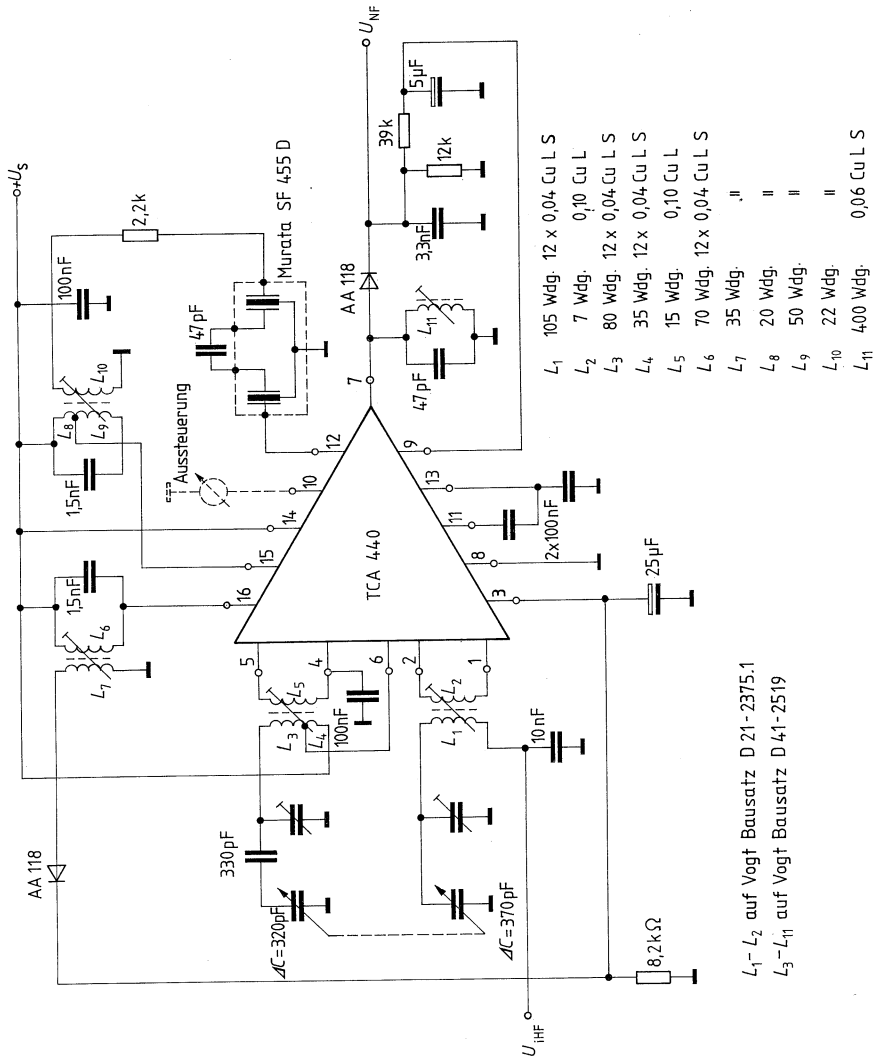 +U_S
100nF
2,2k
L10
L8
L9
1,5nF
Murata SF 455 D
47pF
Aussteuerung
1,5nF
L6
L7
AA 118
U_NF
5µF
39k
12k
3,3nF
AA 118
L11
47pF
7
12
10
14
15
16
9
13
11
8
3
TCA 440
2x100nF
25µF
5
4
6
2
1
L5
L3
L4
100nF
L2
L1
10nF
330pF
ΔC=320pF
ΔC=370pF
8,2kΩ
U_iHF
L1 105 Wdg. 12 x 0,04 Cu L S
L2 7 Wdg. 0,10 Cu L
L3 80 Wdg. 12 x 0,04 Cu L S
L4 35 Wdg. 12 x 0,04 Cu L S
L5 15 Wdg. 0,10 Cu L
L6 70 Wdg. 12 x 0,04 Cu L S
L7 35 Wdg. "
L8 20 Wdg. "
L9 50 Wdg. "
L10 22 Wdg. "
L11 400 Wdg. 0,06 Cu L S
L1-L2 auf Vogt Bausatz D 21-2375.1
L3-L11 auf Vogt Bausatz D 41-2519